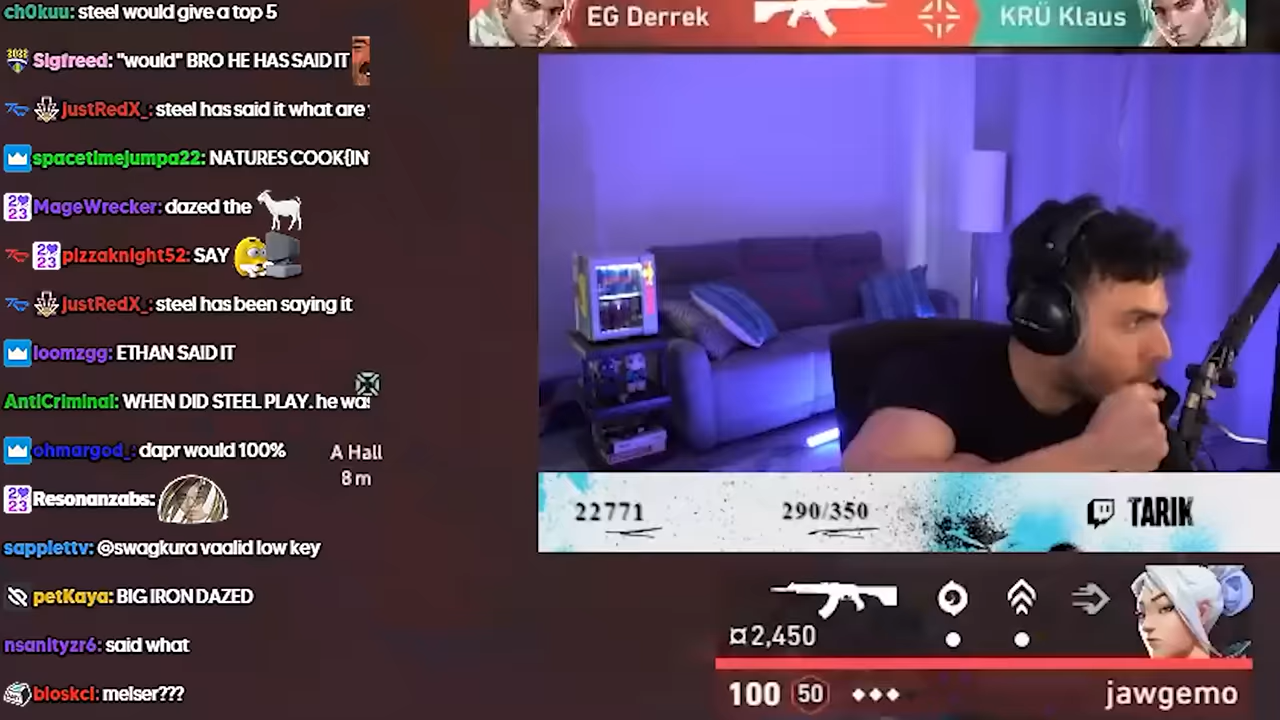 ch0kuu: steel would give a top 5
Sigfreed: "would" BRO HE HAS SAID IT
justRedX_: steel has said it what are
spacetimejumpa22: NATURES COOK{IN
MageWrecker: dazed the
pizzaknight52: SAY
justRedX_: steel has been saying it
loomzgg: ETHAN SAID IT
AntiCriminal: WHEN DID STEEL PLAY. he was
ohmargod_: dapr would 100%
Resonanzabs:
sapplettv: @swagkura vaalid low key
petKaya: BIG IRON DAZED
nsanityzr6: said what
bloskcl: melser???
A Hall
8 m
EG Derrek
KRÜ Klaus
22771
290/350
TARIK
¤2,450
100 50
jawgemo